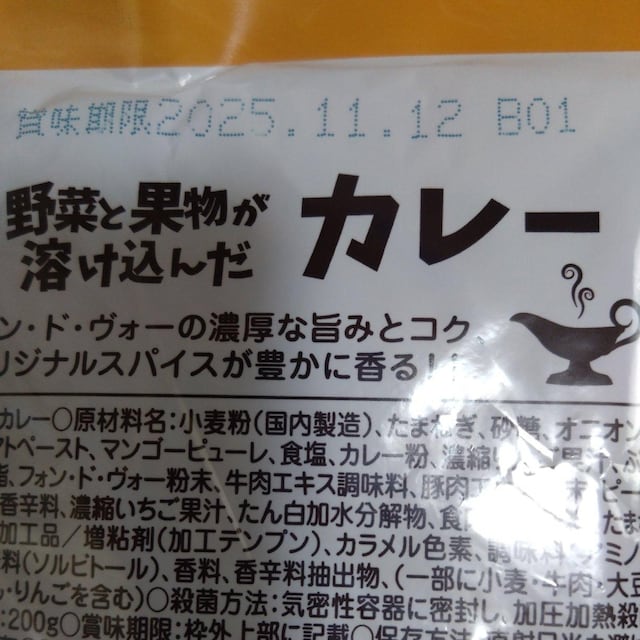 賞味期限2025.11.12 B01
野菜と果物が
溶け込んだ
カレー
ン・ド・ヴォーの濃厚な旨みとコク、
リジナルスパイスが豊かに香る!!
カレー〇原材料名:小麦粉(国内製造)、たまねぎ、砂糖、オニオン
トペースト、マンゴーピューレ、食塩、カレー粉、濃縮り
脂、フォン・ド・ヴォー粉末、牛肉エキス調味料、豚肉エ
香辛料、濃縮いちご果汁、たん白加水分解物、食
加工品/増粘剤(加工デンプン)、カラメル色素、調味料
料(ソルビトール)、香料、香辛料抽出物、(一部に小麦・牛肉・大豆
・りんごを含む)〇殺菌方法:気密性容器に密封し、加圧加熱殺
:200g〇賞味期限:枠外上部に記載〇保存方法